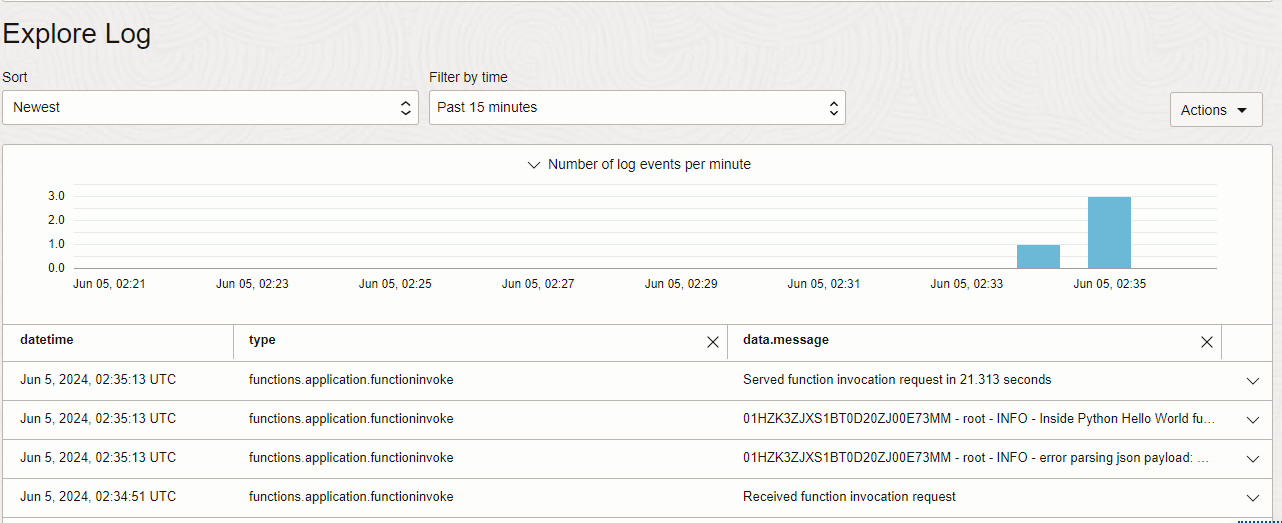 Explore Log
Sort
Filter by time
Newest
Past 15 minutes
Actions
Number of log events per minute
3.0
2.0
1.0
0.0
Jun 05, 02:21 Jun 05, 02:23 Jun 05, 02:25 Jun 05, 02:27 Jun 05, 02:29 Jun 05, 02:31 Jun 05, 02:33 Jun 05, 02:35
datetime type data.message
Jun 5, 2024, 02:35:13 UTC functions.application.functioninvoke Served function invocation request in 21.313 seconds
Jun 5, 2024, 02:35:13 UTC functions.application.functioninvoke 01HZK3ZJXS1BT0D20ZJ00E73MM - root - INFO - Inside Python Hello World fu...
Jun 5, 2024, 02:35:13 UTC functions.application.functioninvoke 01HZK3ZJXS1BT0D20ZJ00E73MM - root - INFO - error parsing json payload: ...
Jun 5, 2024, 02:34:51 UTC functions.application.functioninvoke Received function invocation request